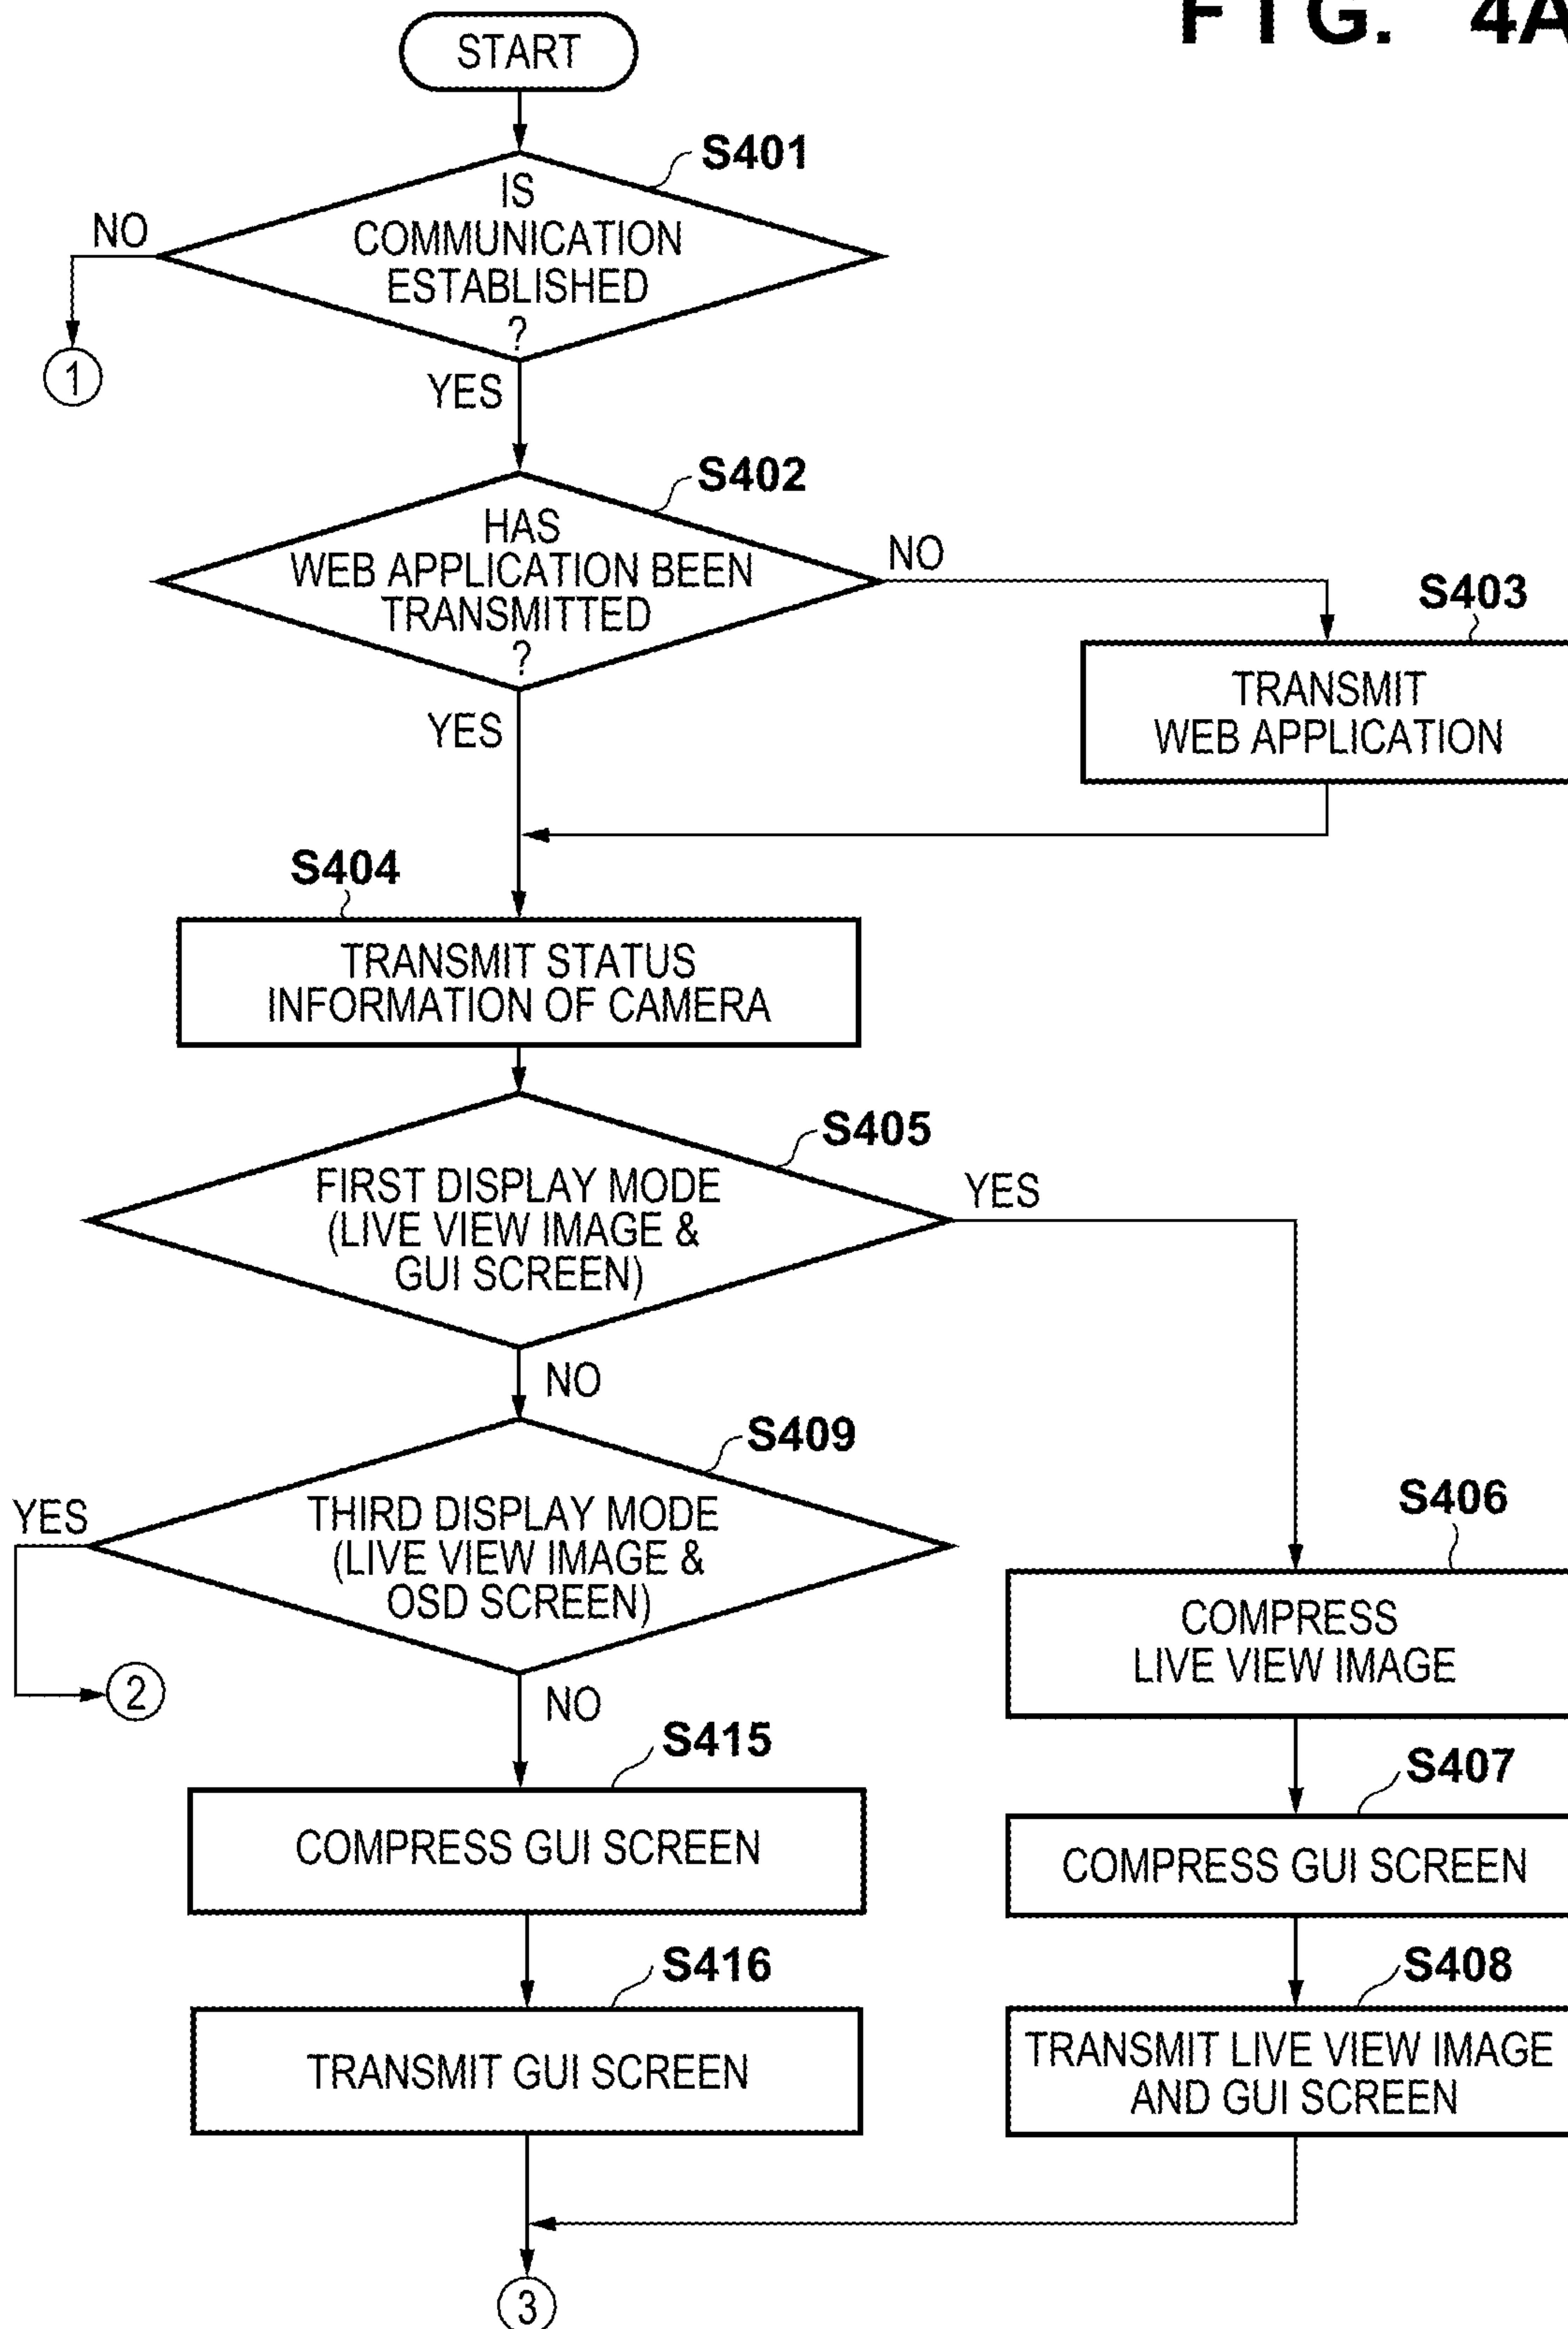 FIG. 4A
START
S401
IS
COMMUNICATION
ESTABLISHED
?
NO
1
YES
S402
HAS
WEB APPLICATION BEEN
TRANSMITTED
?
NO
S403
TRANSMIT
WEB APPLICATION
YES
S404
TRANSMIT STATUS
INFORMATION OF CAMERA
S405
FIRST DISPLAY MODE
(LIVE VIEW IMAGE &
GUI SCREEN)
YES
NO
S409
THIRD DISPLAY MODE
(LIVE VIEW IMAGE &
OSD SCREEN)
YES
2
NO
S406
COMPRESS
LIVE VIEW IMAGE
S415
COMPRESS GUI SCREEN
S407
COMPRESS GUI SCREEN
S416
TRANSMIT GUI SCREEN
S408
TRANSMIT LIVE VIEW IMAGE
AND GUI SCREEN
3